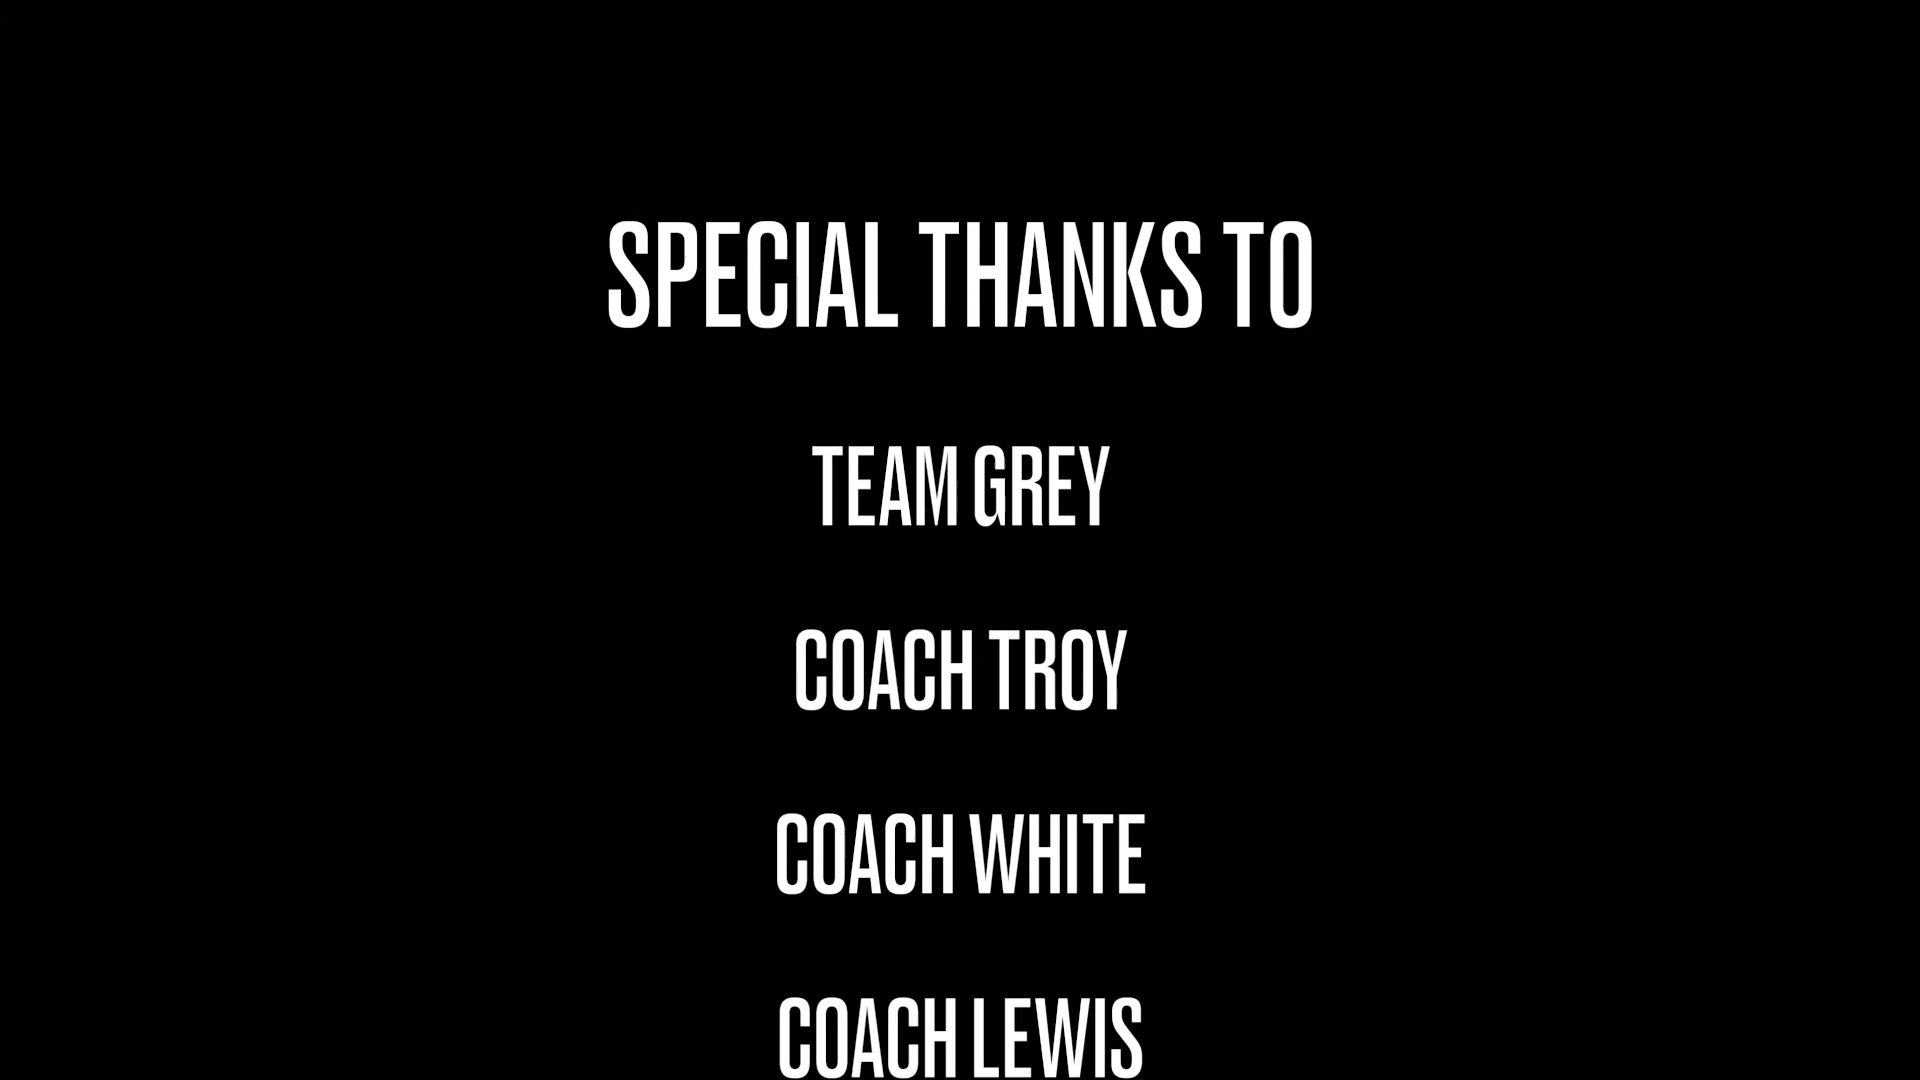 SPECIAL THANKS TO
TEAM GREY
COACH TROY
COACH WHITE
COACH LEWIS